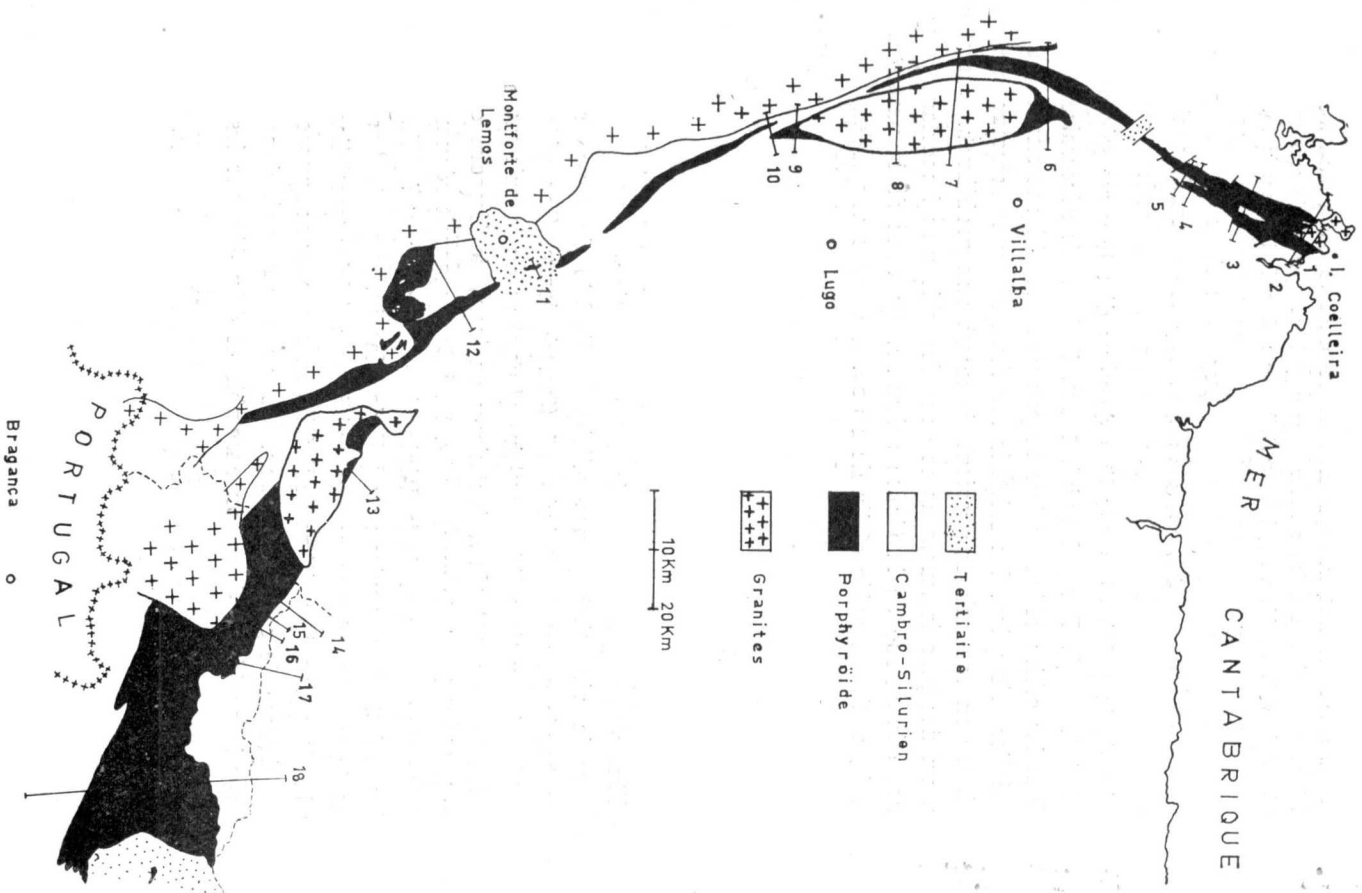 I. Coelleira
MER CANTABRIQUE
1
2
3
4
5
6
7
8
9
10
Villalba
Lugo
Montforte de
Lemos
11
12
13
14
15
16
17
18
Tertiaire
Cambro-Silurien
Porphyröide
Granites
10Km 20Km
PORTUGAL
Braganca